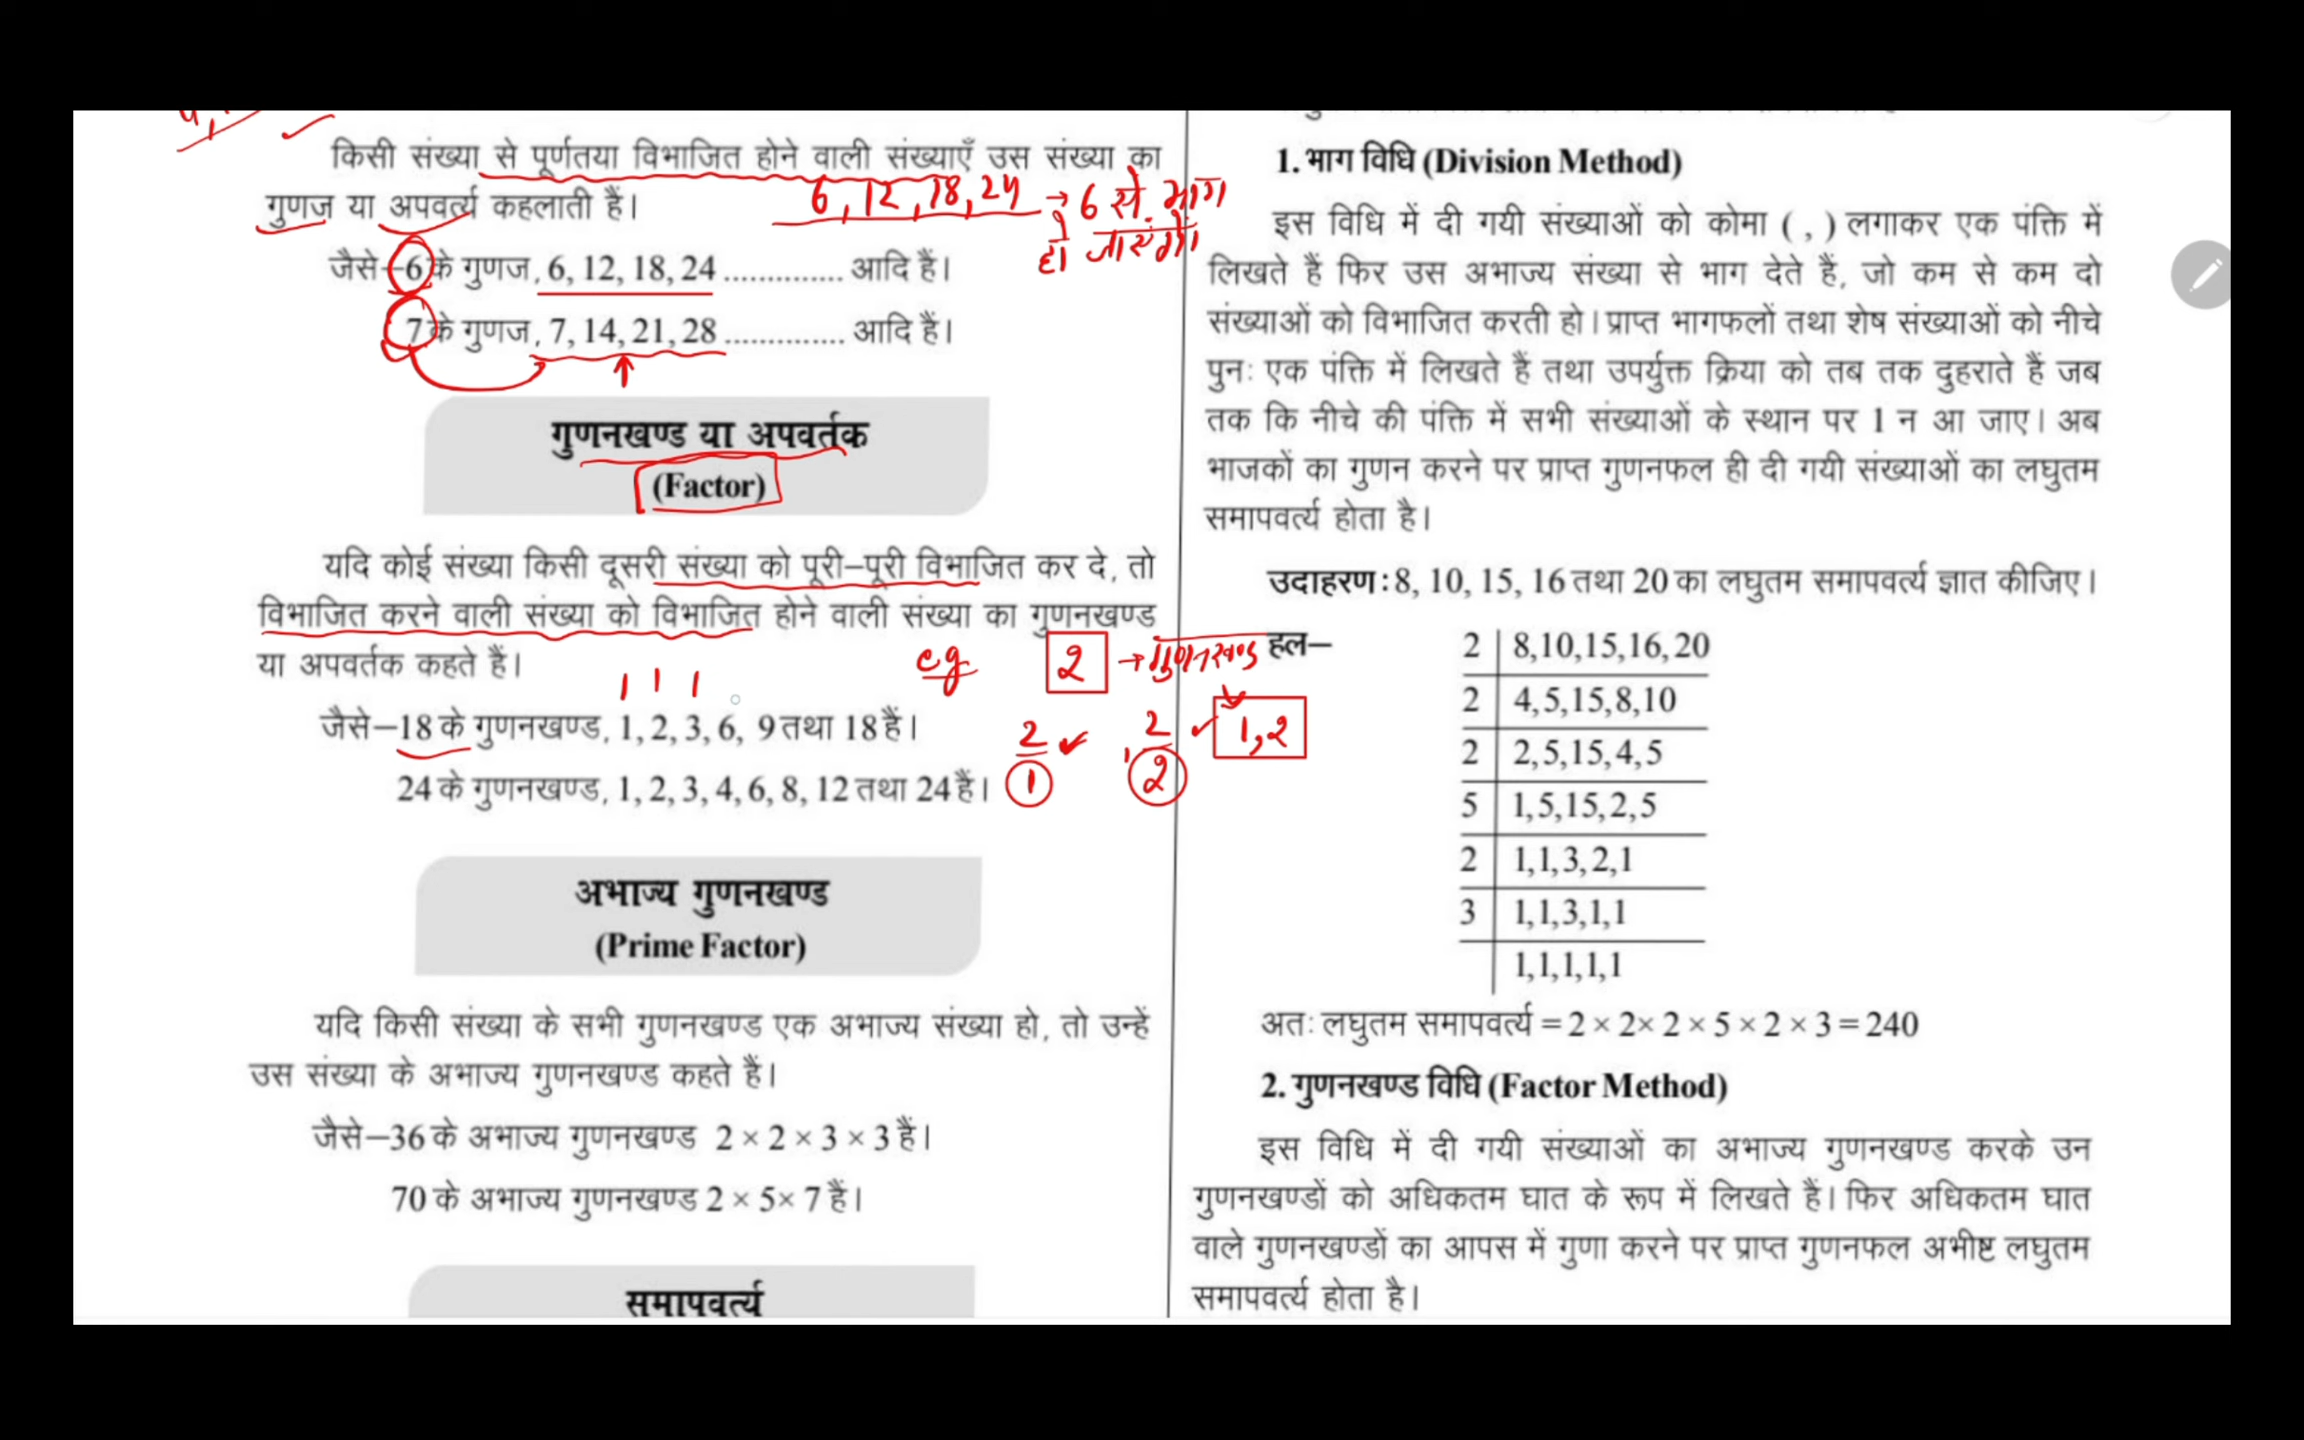 किसी संख्या से पूर्णतया विभाजित होने वाली संख्याएँ उस संख्या का
गुणज या अपवर्त्य कहलाती हैं।
6, 12, 18, 24 → 6 से भाग
हो जाएंगे।
जैसे–6 के गुणज, 6, 12, 18, 24 .............. आदि हैं।
7 के गुणज, 7, 14, 21, 28 .............. आदि है।
गुणनखण्ड या अपवर्तक
(Factor)
यदि कोई संख्या किसी दूसरी संख्या को पूरी–पूरी विभाजित कर दे, तो
विभाजित करने वाली संख्या को विभाजित होने वाली संख्या का गुणनखण्ड
या अपवर्तक कहते हैं।
eg 2 → गुणनखण्ड
1, 2
2/1 ✓ 2/2 ✓
जैसे–18 के गुणनखण्ड, 1, 2, 3, 6, 9 तथा 18 हैं।
24 के गुणनखण्ड, 1, 2, 3, 4, 6, 8, 12 तथा 24 है।
अभाज्य गुणनखण्ड
(Prime Factor)
यदि किसी संख्या के सभी गुणनखण्ड एक अभाज्य संख्या हो, तो उन्हें
उस संख्या के अभाज्य गुणनखण्ड कहते हैं।
जैसे–36 के अभाज्य गुणनखण्ड 2 × 2 × 3 × 3 हैं।
70 के अभाज्य गुणनखण्ड 2 × 5× 7 हैं।
समापवर्त्य
1. भाग विधि (Division Method)
इस विधि में दी गयी संख्याओं को कोमा ( , ) लगाकर एक पंक्ति में
लिखते हैं फिर उस अभाज्य संख्या से भाग देते हैं, जो कम से कम दो
संख्याओं को विभाजित करती हो। प्राप्त भागफलों तथा शेष संख्याओं को नीचे
पुनः एक पंक्ति में लिखते हैं तथा उपर्युक्त क्रिया को तब तक दुहराते हैं जब
तक कि नीचे की पंक्ति में सभी संख्याओं के स्थान पर 1 न आ जाए। अब
भाजकों का गुणन करने पर प्राप्त गुणनफल ही दी गयी संख्याओं का लघुतम
समापवर्त्य होता है।
उदाहरण : 8, 10, 15, 16 तथा 20 का लघुतम समापवर्त्य ज्ञात कीजिए।
हल–
2 | 8,10,15,16, 20
2 | 4,5,15,8,10
2 | 2,5,15,4,5
5 | 1,5,15,2,5
2 | 1,1,3,2,1
3 | 1,1,3,1,1
1,1,1,1,1
अतः लघुतम समापवर्त्य = 2 × 2× 2 × 5 × 2 × 3 = 240
2. गुणनखण्ड विधि (Factor Method)
इस विधि में दी गयी संख्याओं का अभाज्य गुणनखण्ड करके उन
गुणनखण्डों को अधिकतम घात के रूप में लिखते हैं। फिर अधिकतम घात
वाले गुणनखण्डों का आपस में गुणा करने पर प्राप्त गुणनफल अभीष्ट लघुतम
समापवर्त्य होता है।